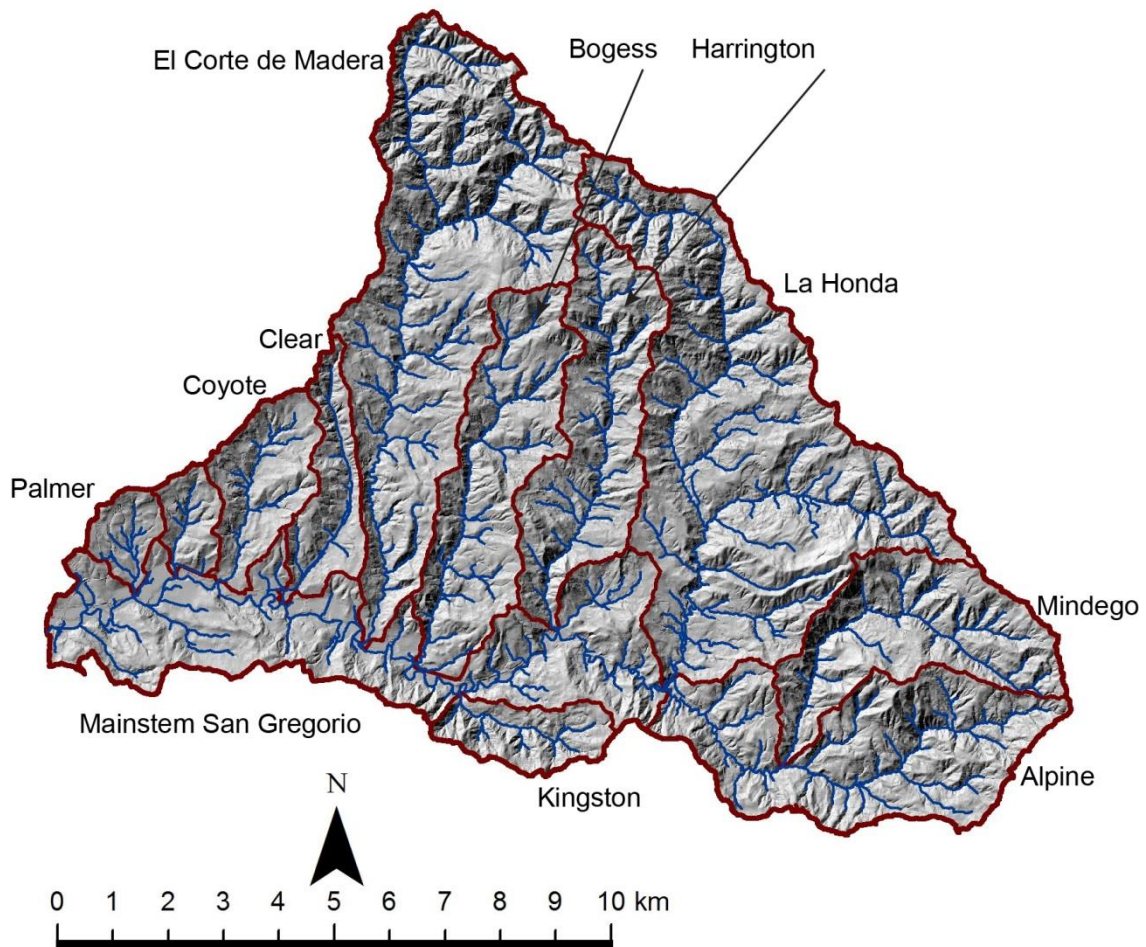 Bogess Harrington
El Corte de Madera
La Honda
Clear
Coyote
Palmer
Mindego
Mainstem San Gregorio
Alpine
Kingston
N
0 1 2 3 4 5 6 7 8 9 10 km